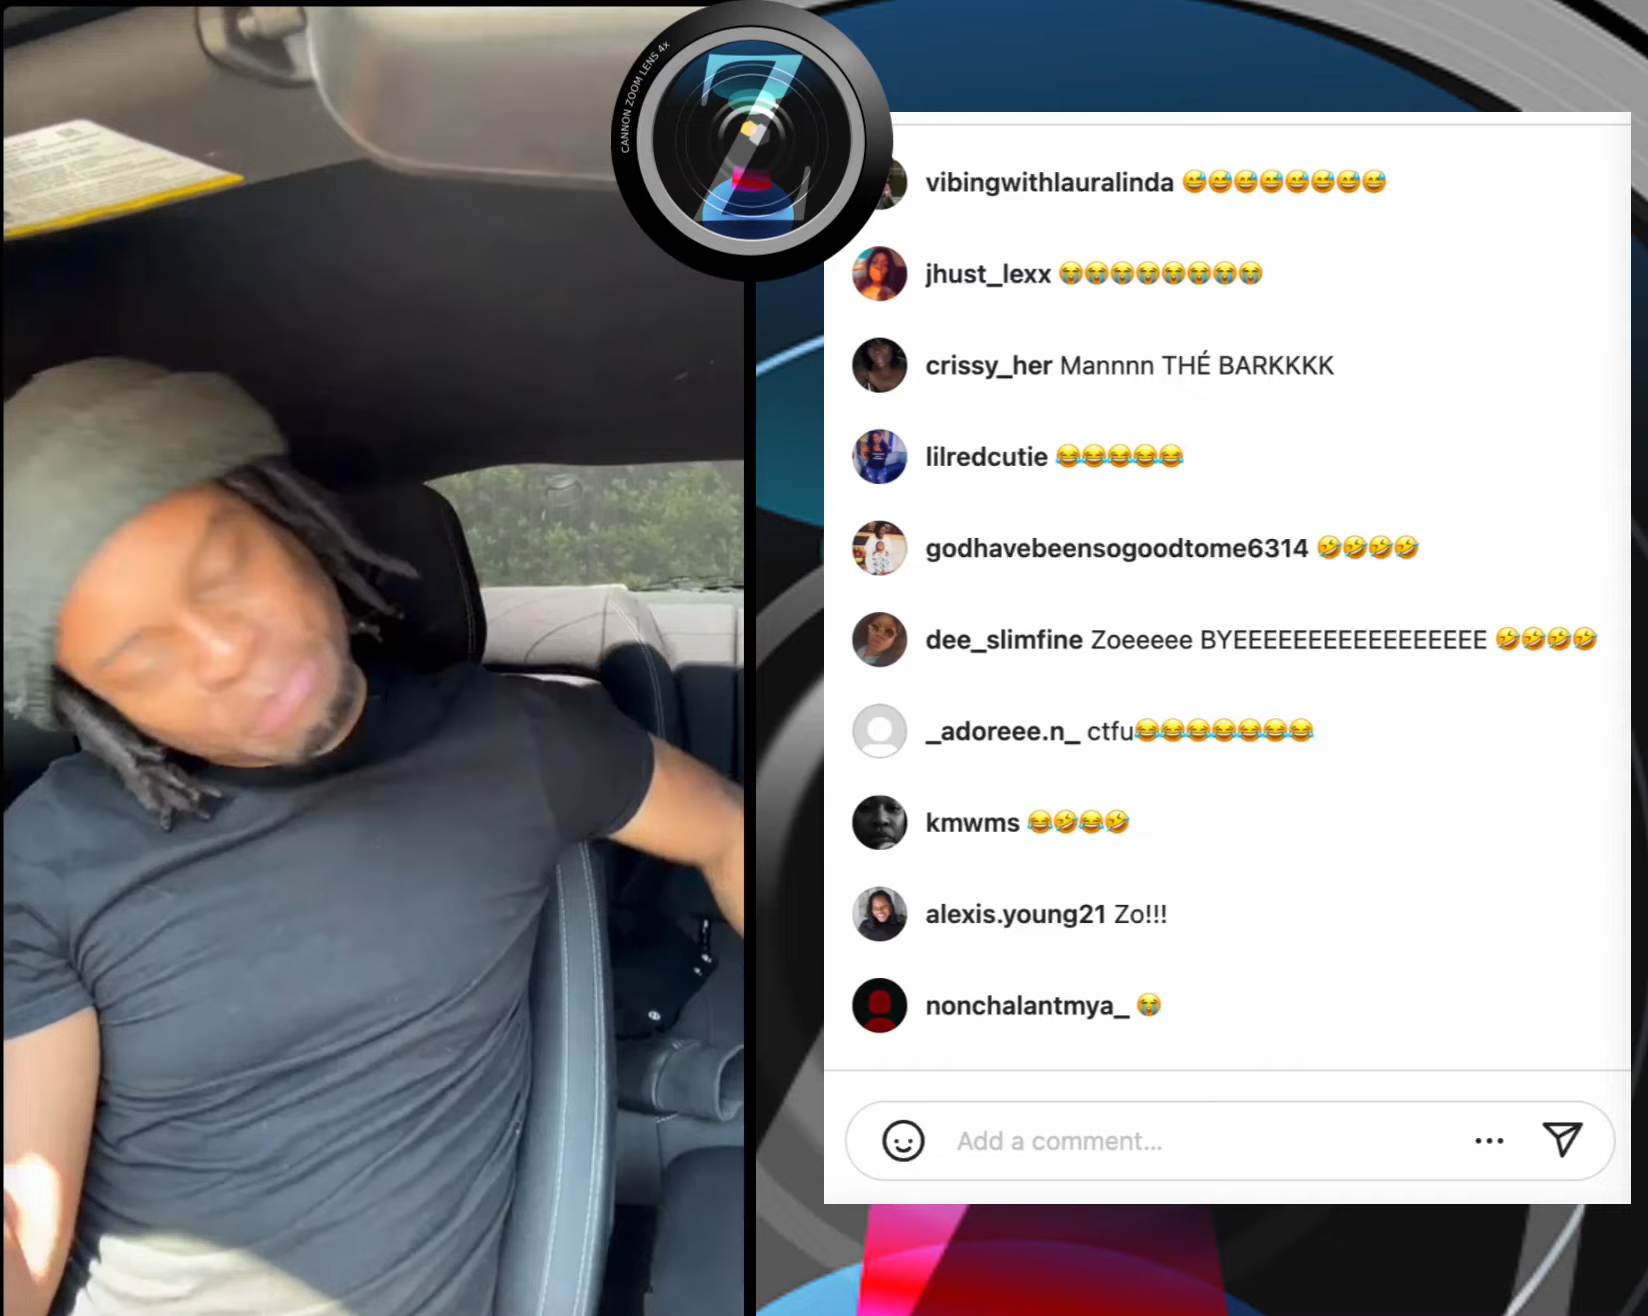 CANNON ZOOM LENS 4x
Z
vibingwithlauralinda 😅😅😅😅😅😅😅😅
jhust_lexx 😭😭😭😭😭😭😭😭
crissy_her Mannnn THÉ BARKKKK
lilredcutie 😂😂😂😂😂
godhavebeensogoodtome6314 🤣🤣🤣🤣
dee_slimfine Zoeeeee BYEEEEEEEEEEEEEEEEE 🤣🤣🤣🤣
_adoreee.n_ ctfu😂😂😂😂😂😂😂
kmwms 😂🤣😂🤣
alexis.young21 Zo!!!
nonchalantmya_ 😭
Add a comment...